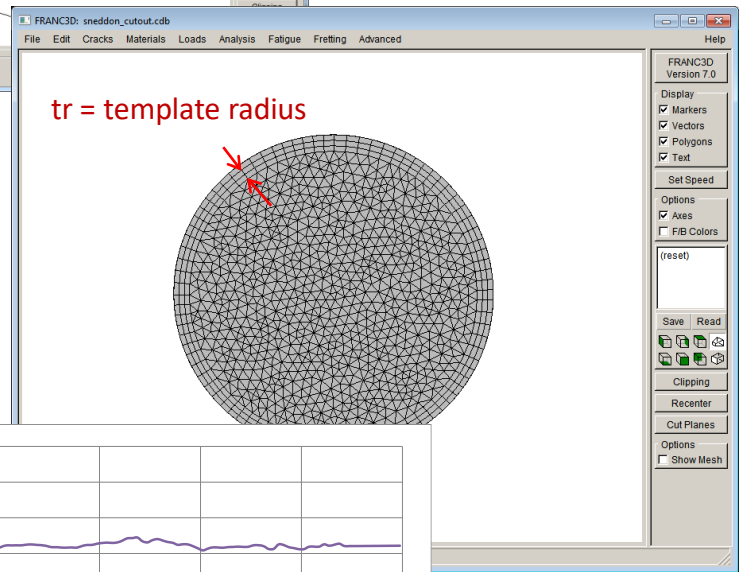 Clipping
FRANC3D: sneddon_cutout.cdb
File Edit Cracks Materials Loads Analysis Fatigue Fretting Advanced Help
tr = template radius
FRANC3D
Version 7.0
Display
Markers
Vectors
Polygons
Text
Set Speed
Options
Axes
F/B Colors
(reset)
Save Read
Clipping
Recenter
Cut Planes
Options
Show Mesh